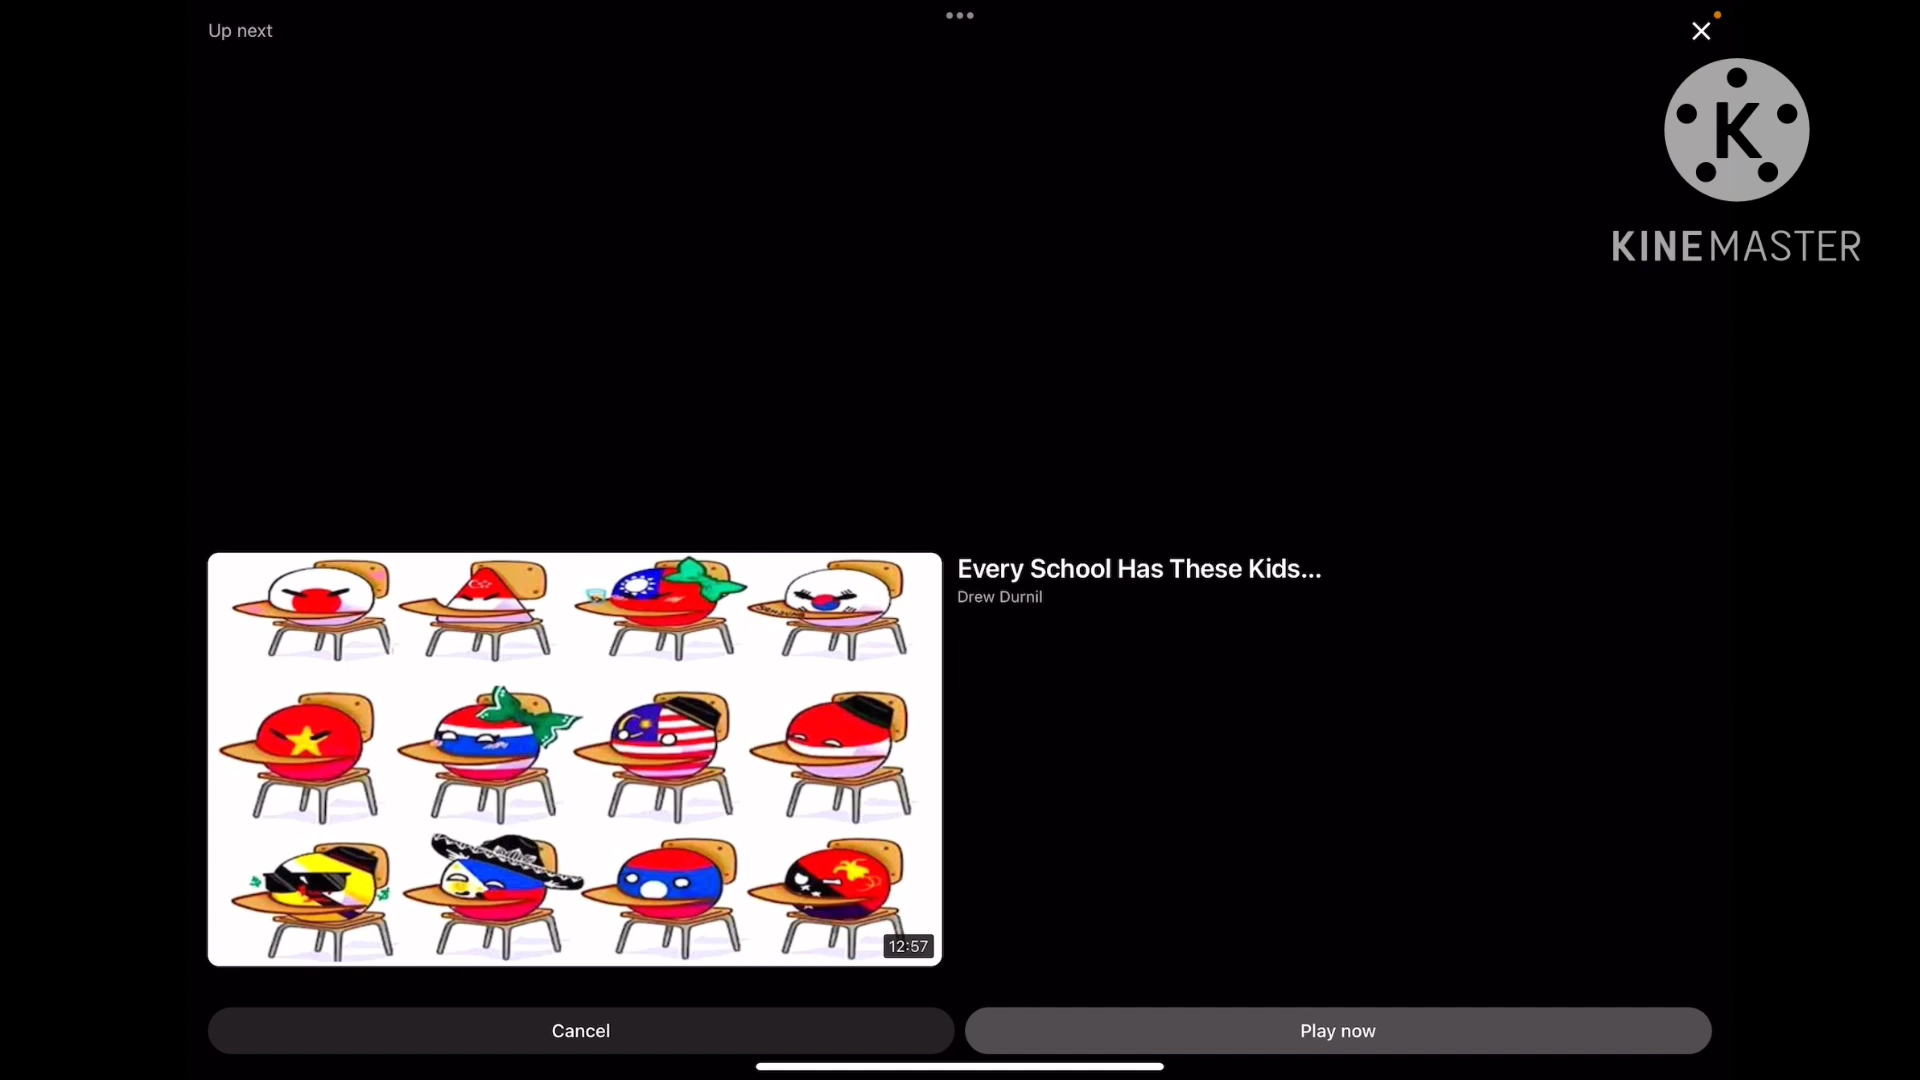 Up next
K
KINEMASTER
Every School Has These Kids...
Drew Durnil
12:57
Cancel
Play now